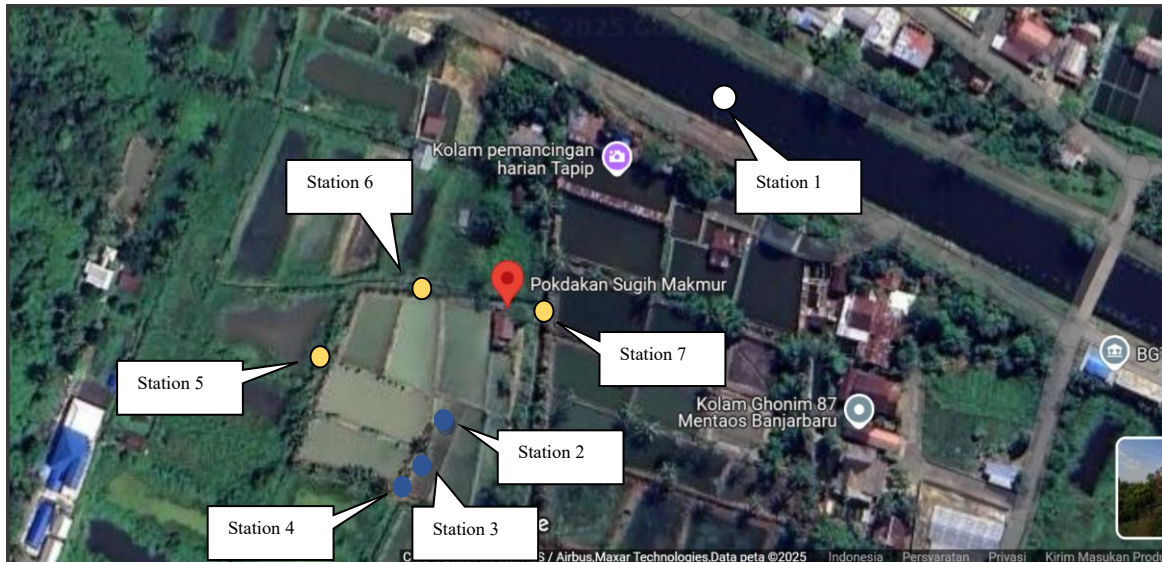 Station 1
Kolam pemancingan
harian Tapip
Station 6
Pokdakan Sugih Makmur
Station 7
Station 5
BG
Kolam Ghonim 87
Mentaos Banjarbaru
Station 2
Station 4
Station 3
S / Airbus,Maxar Technologies,Data peta ©2025 Indonesia Persyaratan Privasi Kirim Masukan Produ